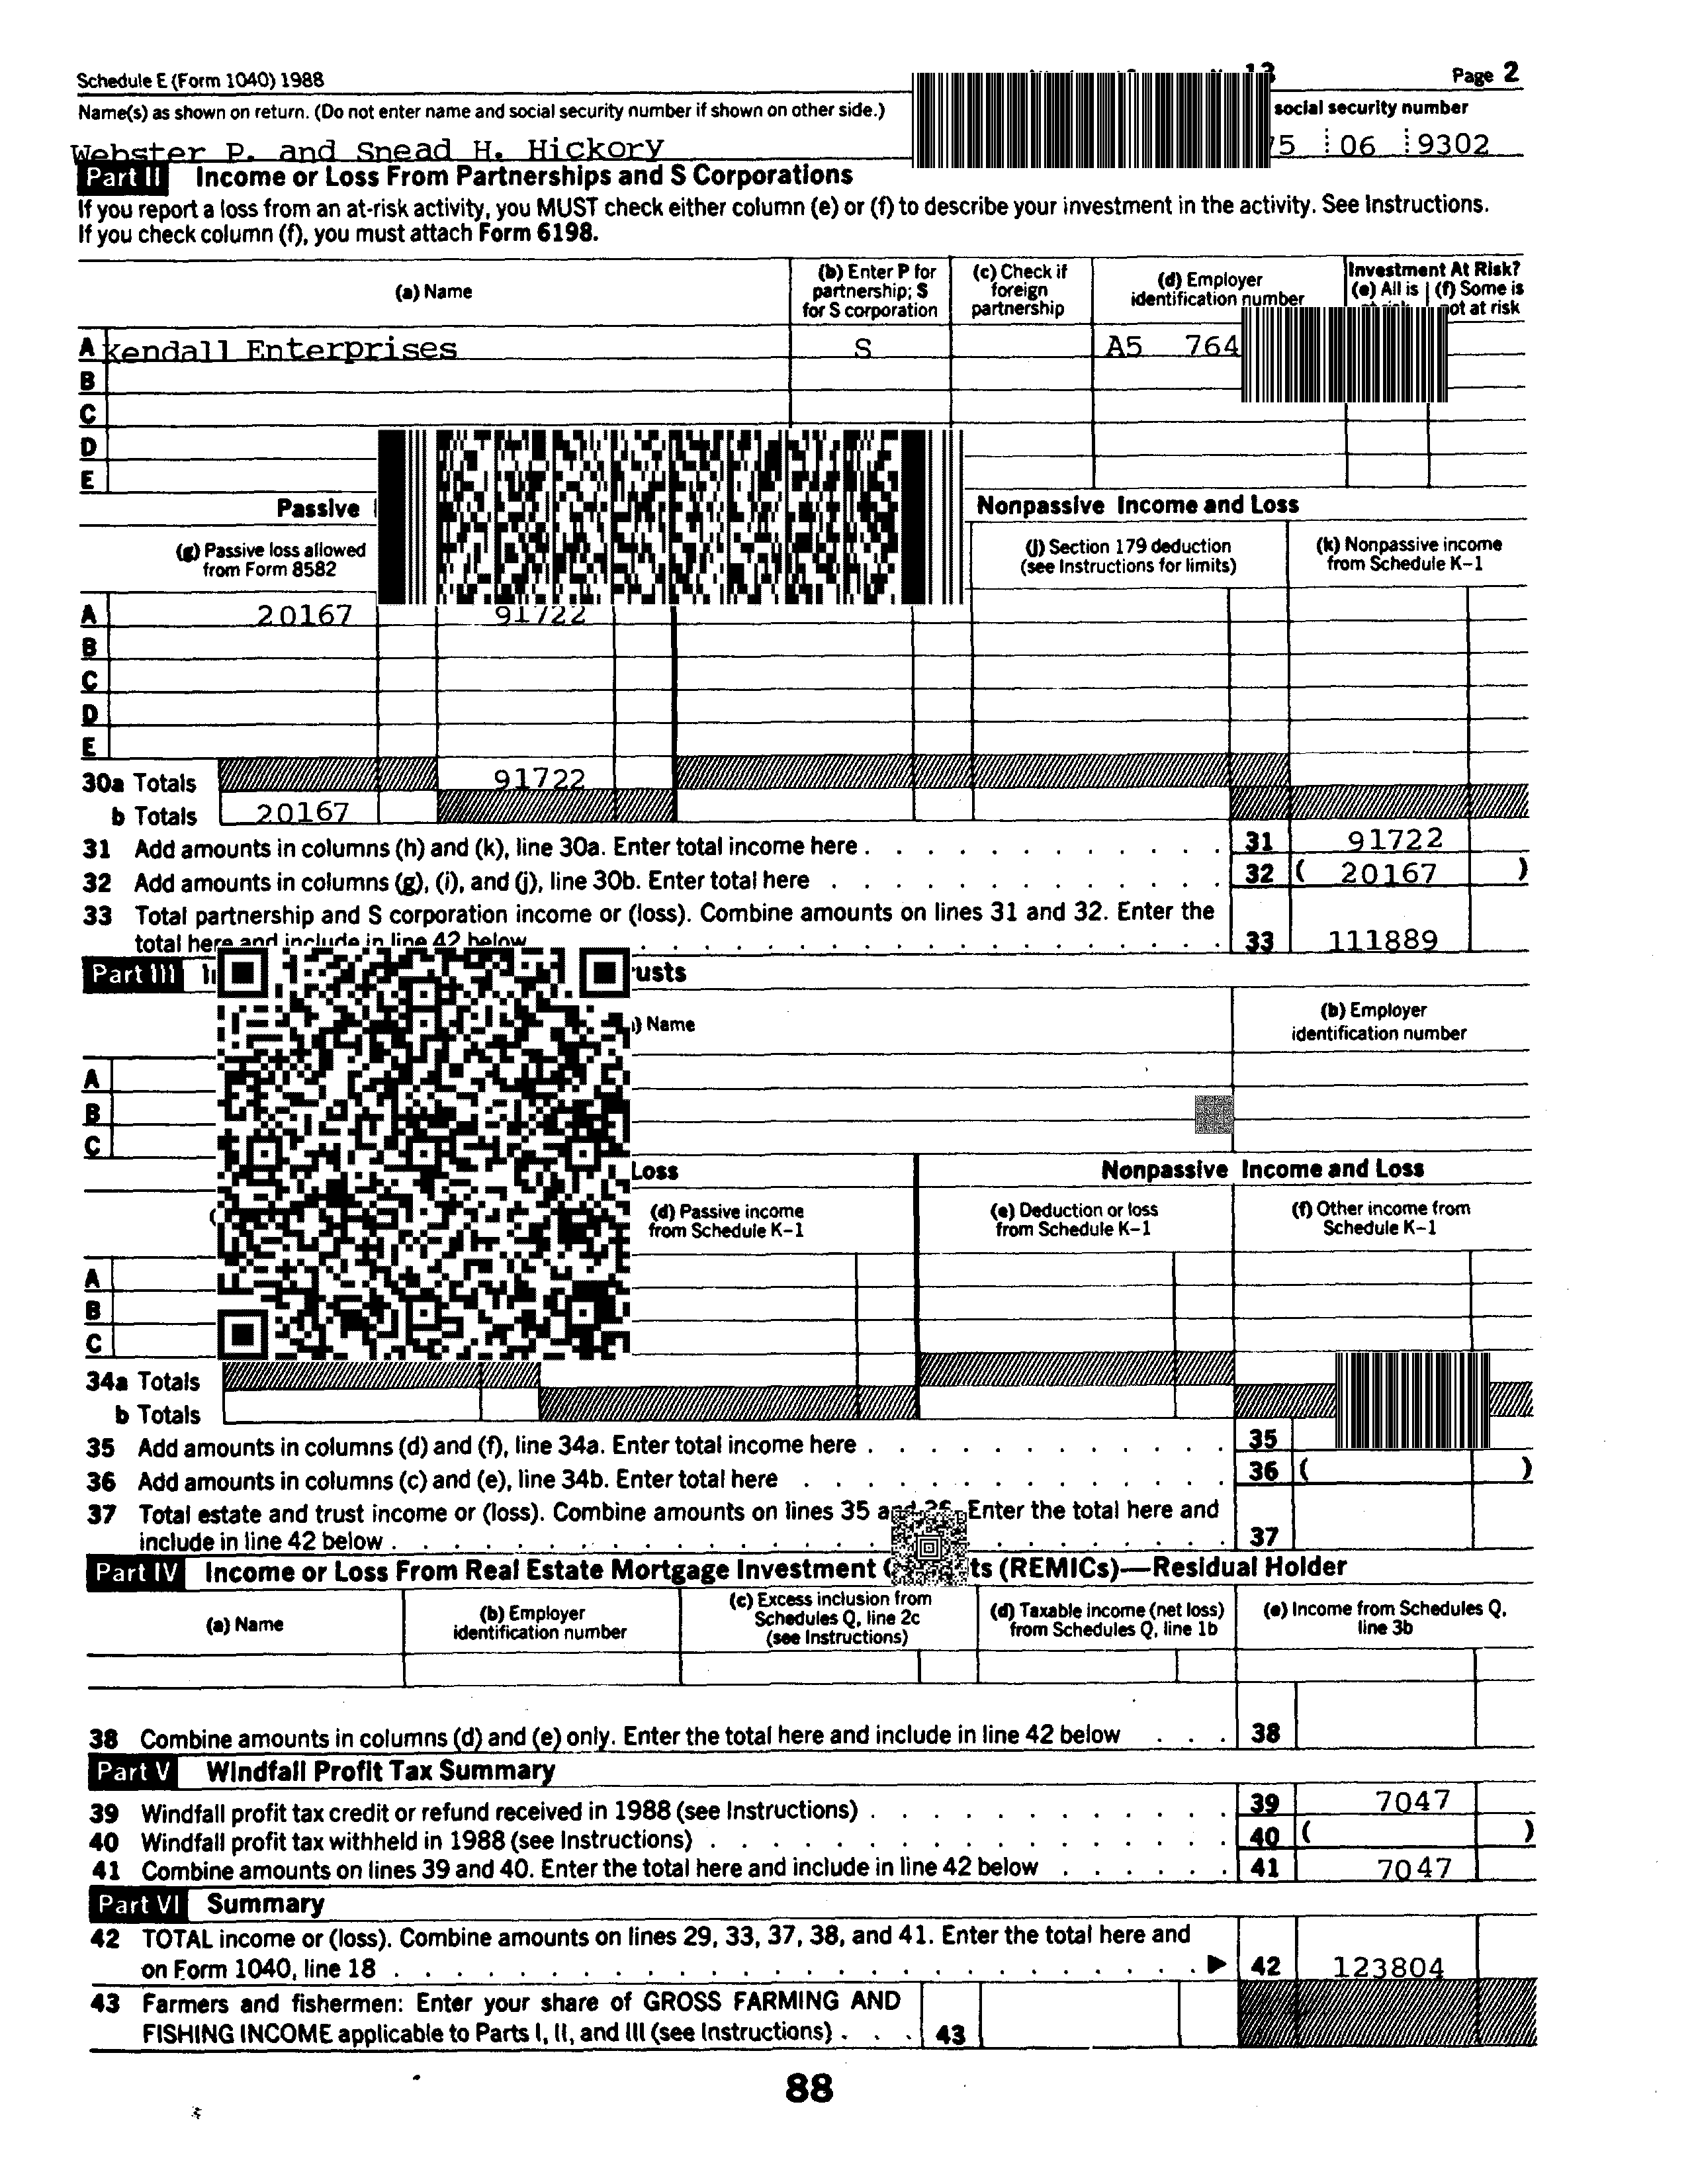 Schedule E (Form 1040) 1988 13 Page 2
Name(s) as shown on return. (Do not enter name and social security number if shown on other side.) social security number
Webster P. and Snead H. Hickory 5 06 9302
Part II Income or Loss From Partnerships and S Corporations
If you report a loss from an at-risk activity, you MUST check either column (e) or (f) to describe your investment in the activity. See Instructions.
If you check column (f), you must attach Form 6198.
(a) Name
(b) Enter P for partnership; S for S corporation
(c) Check if foreign partnership
(d) Employer identification number
Investment At Risk?
(e) All is (f) Some is
not at risk
A Kendall Enterprises S A5 764
B
C
D
E
Passive Nonpassive Income and Loss
(g) Passive loss allowed from Form 8582
(j) Section 179 deduction (see Instructions for limits)
(k) Nonpassive income from Schedule K–1
A 20167 91722
B
C
D
E
30a Totals 91722
b Totals 20167
31 Add amounts in columns (h) and (k), line 30a. Enter total income here . 31 91722
32 Add amounts in columns (g), (i), and (j), line 30b. Enter total here . 32 ( 20167 )
33 Total partnership and S corporation income or (loss). Combine amounts on lines 31 and 32. Enter the
total here and include in line 42 below . 33 111889
Part III usts
Name
(b) Employer identification number
A
B
C
Loss Nonpassive Income and Loss
(d) Passive income from Schedule K–1
(e) Deduction or loss from Schedule K–1
(f) Other income from Schedule K–1
A
B
C
34a Totals
b Totals
35 Add amounts in columns (d) and (f), line 34a. Enter total income here . 35
36 Add amounts in columns (c) and (e), line 34b. Enter total here . 36 ( )
37 Total estate and trust income or (loss). Combine amounts on lines 35 and 36. Enter the total here and
include in line 42 below . 37
Part IV Income or Loss From Real Estate Mortgage Investment ts (REMICs)—Residual Holder
(a) Name
(b) Employer identification number
(c) Excess inclusion from Schedules Q, line 2c (see Instructions)
(d) Taxable income (net loss) from Schedules Q, line 1b
(e) Income from Schedules Q, line 3b
38 Combine amounts in columns (d) and (e) only. Enter the total here and include in line 42 below . . . 38
Part V Windfall Profit Tax Summary
39 Windfall profit tax credit or refund received in 1988 (see Instructions) . 39 7047
40 Windfall profit tax withheld in 1988 (see Instructions) . 40 ( )
41 Combine amounts on lines 39 and 40. Enter the total here and include in line 42 below . 41 7047
Part VI Summary
42 TOTAL income or (loss). Combine amounts on lines 29, 33, 37, 38, and 41. Enter the total here and
on Form 1040, line 18 . ▶ 42 123804
43 Farmers and fishermen: Enter your share of GROSS FARMING AND
FISHING INCOME applicable to Parts I, II, and III (see Instructions) . . . 43
88